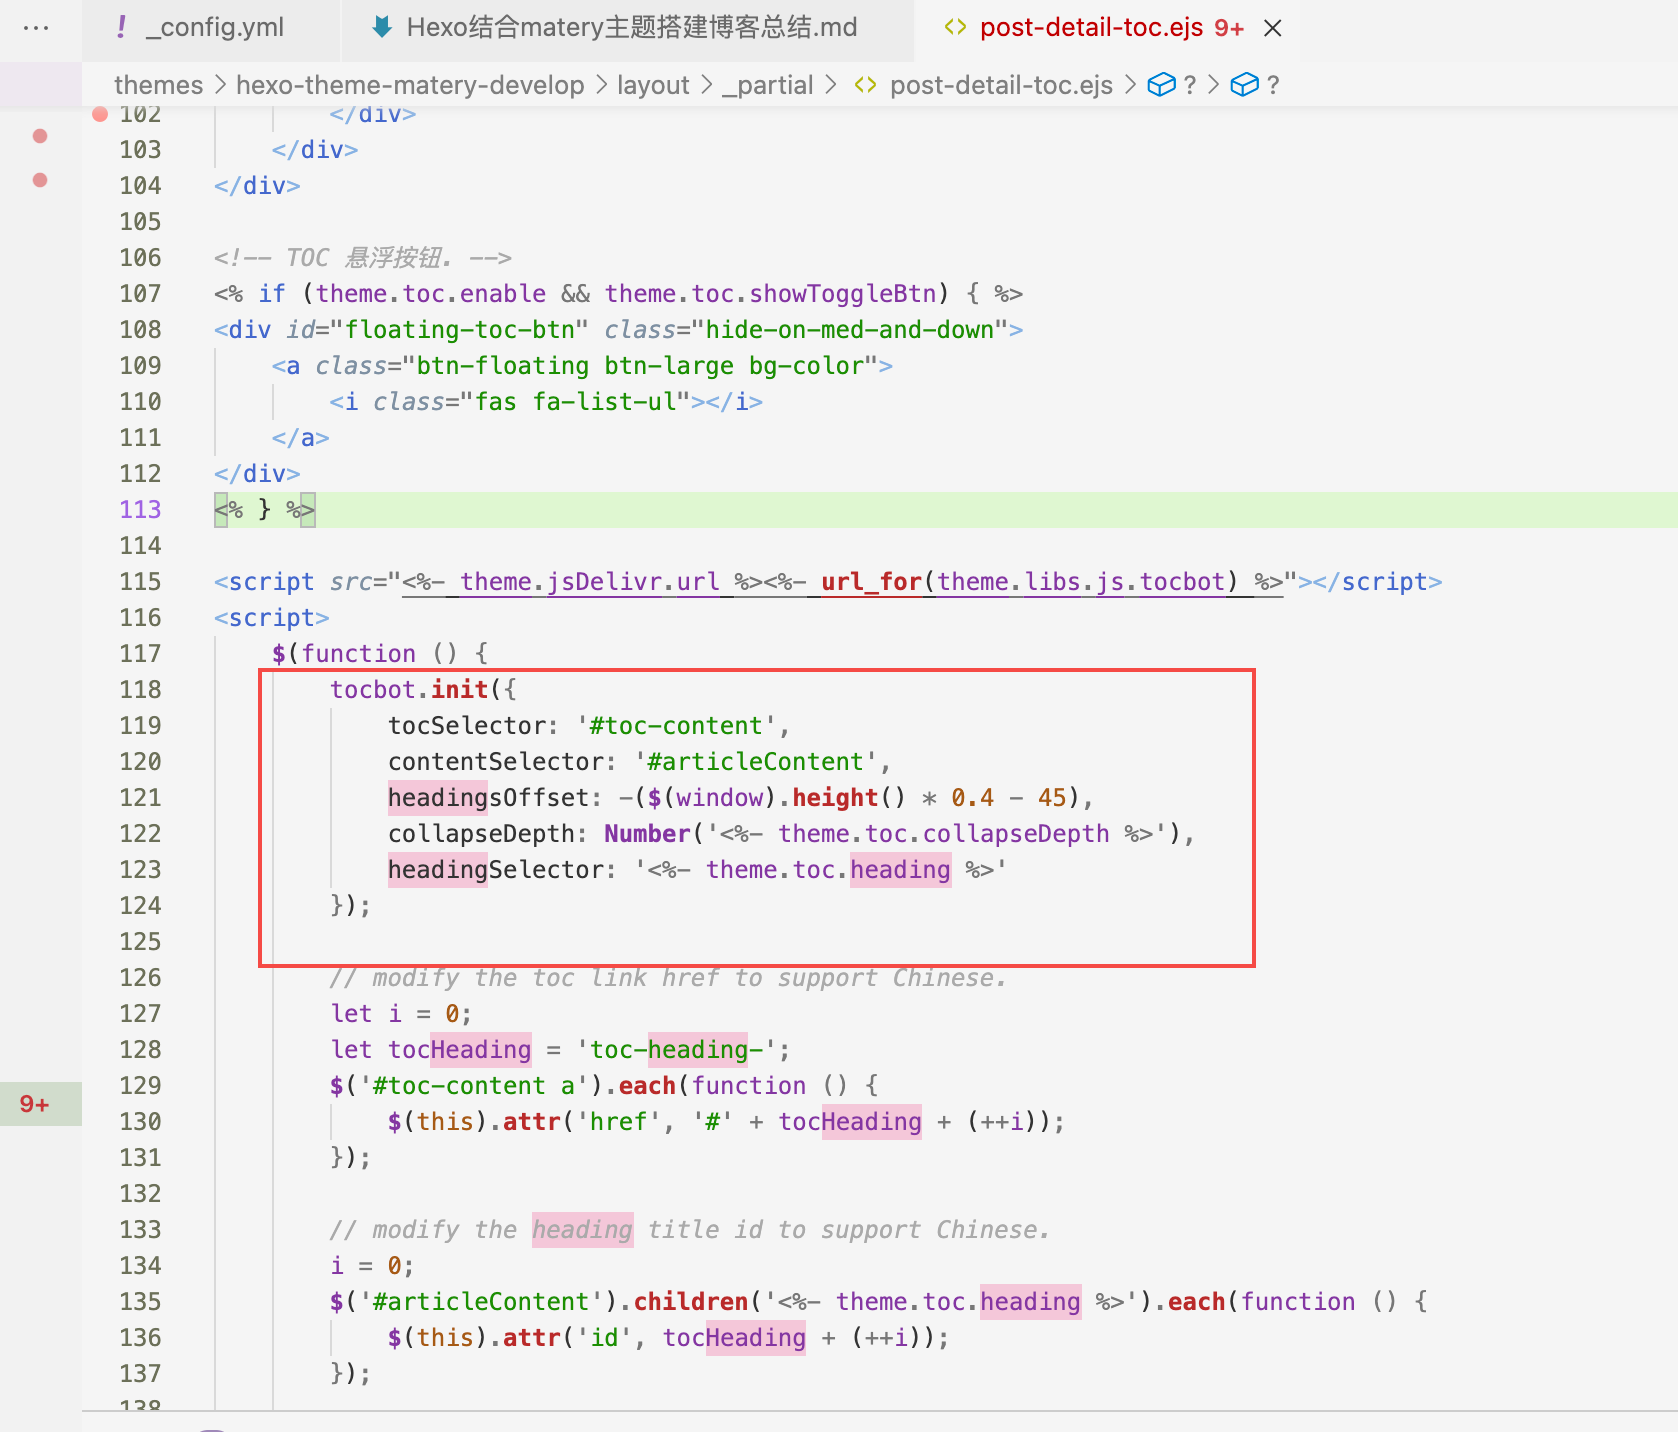 ··· ! _config.yml Hexo结合matery主题搭建博客总结.md <> post-detail-toc.ejs 9+ ×
themes > hexo-theme-matery-develop > layout > _partial > <> post-detail-toc.ejs > ? > ?
102 </div>
103 </div>
104 </div>
105
106 <!-- TOC 悬浮按钮. -->
107 <% if (theme.toc.enable && theme.toc.showToggleBtn) { %>
108 <div id="floating-toc-btn" class="hide-on-med-and-down">
109 <a class="btn-floating btn-large bg-color">
110 <i class="fas fa-list-ul"></i>
111 </a>
112 </div>
113 <% } %>
114
115 <script src="<%- theme.jsDelivr.url %><%- url_for(theme.libs.js.tocbot) %>"></script>
116 <script>
117 $(function () {
118 tocbot.init({
119 tocSelector: '#toc-content',
120 contentSelector: '#articleContent',
121 headingsOffset: -($(window).height() * 0.4 - 45),
122 collapseDepth: Number('<%- theme.toc.collapseDepth %>'),
123 headingSelector: '<%- theme.toc.heading %>'
124 });
125
126 // modify the toc link href to support Chinese.
127 let i = 0;
128 let tocHeading = 'toc-heading-';
129 $('#toc-content a').each(function () {
9+
130 $(this).attr('href', '#' + tocHeading + (++i));
131 });
132
133 // modify the heading title id to support Chinese.
134 i = 0;
135 $('#articleContent').children('<%- theme.toc.heading %>').each(function () {
136 $(this).attr('id', tocHeading + (++i));
137 });
138